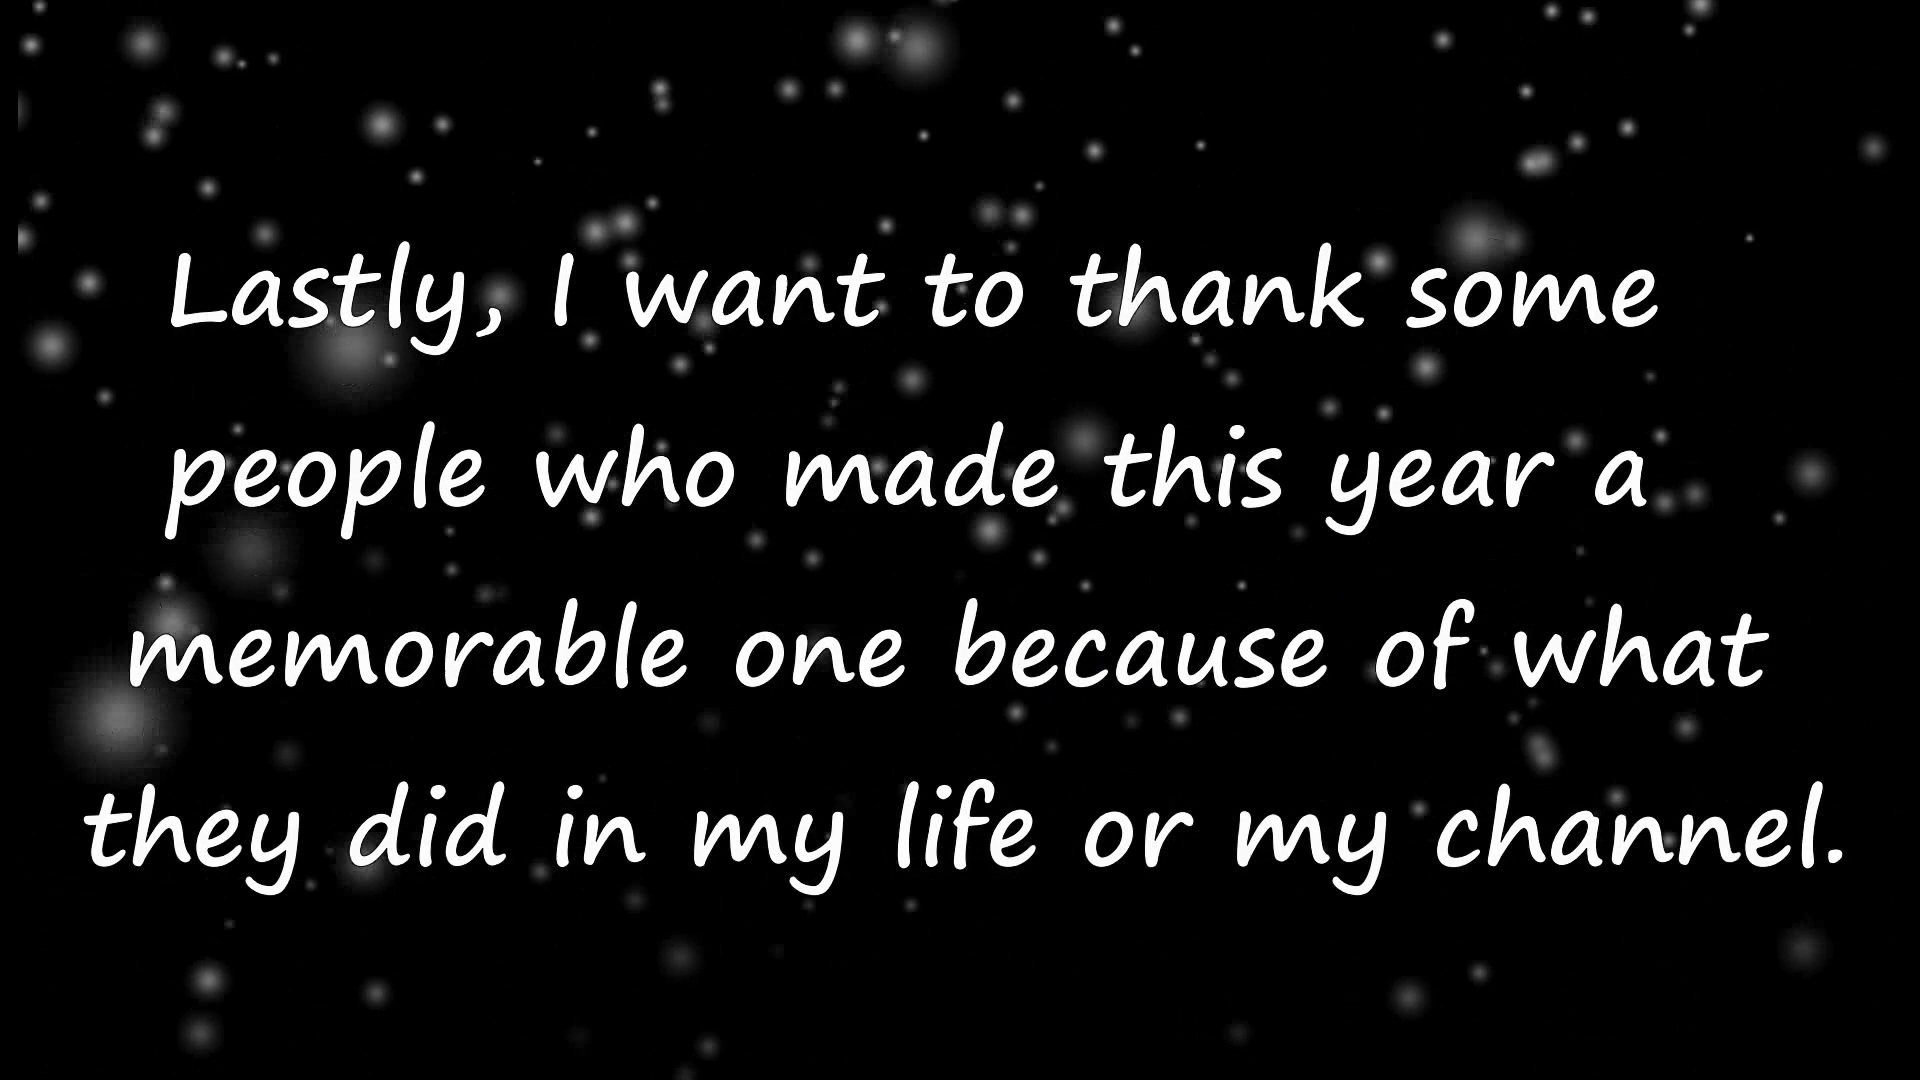 Lastly, I want to thank some
people who made this year a
memorable one because of what
they did in my life or my channel.